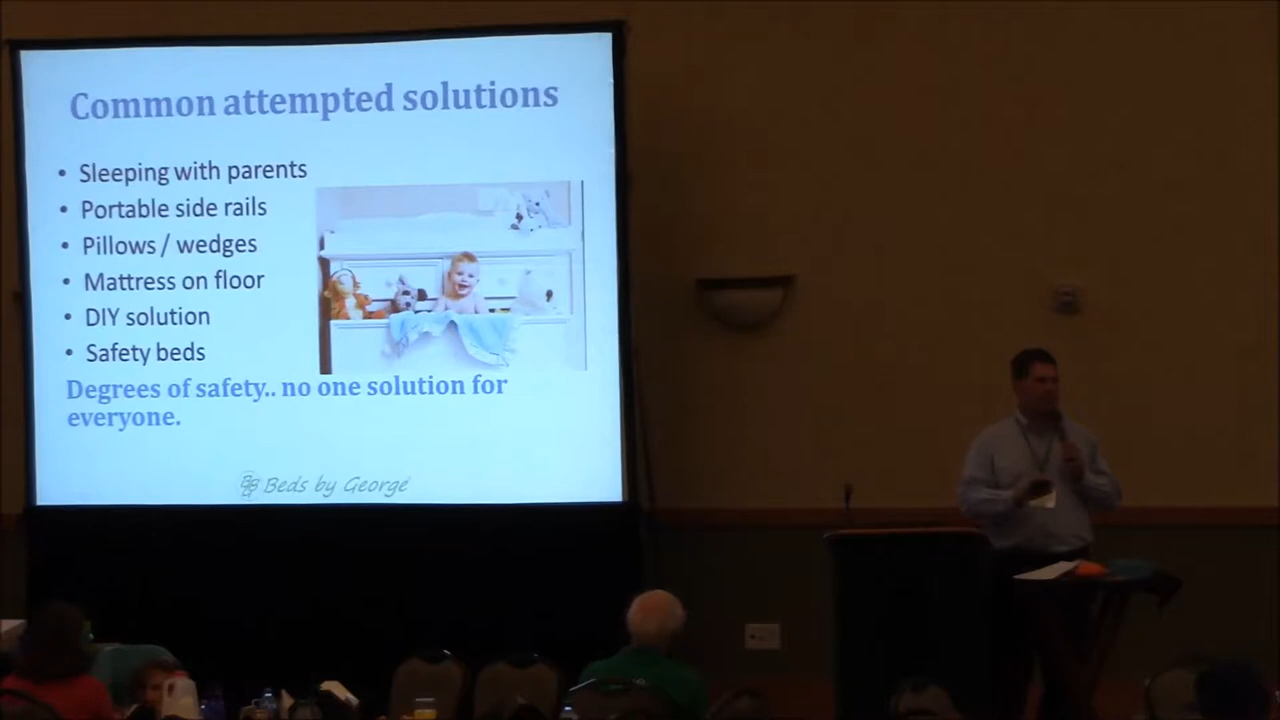 Common attempted solutions
• Sleeping with parents
• Portable side rails
• Pillows / wedges
• Mattress on floor
• DIY solution
• Safety beds
Degrees of safety.. no one solution for
everyone.
Beds by George